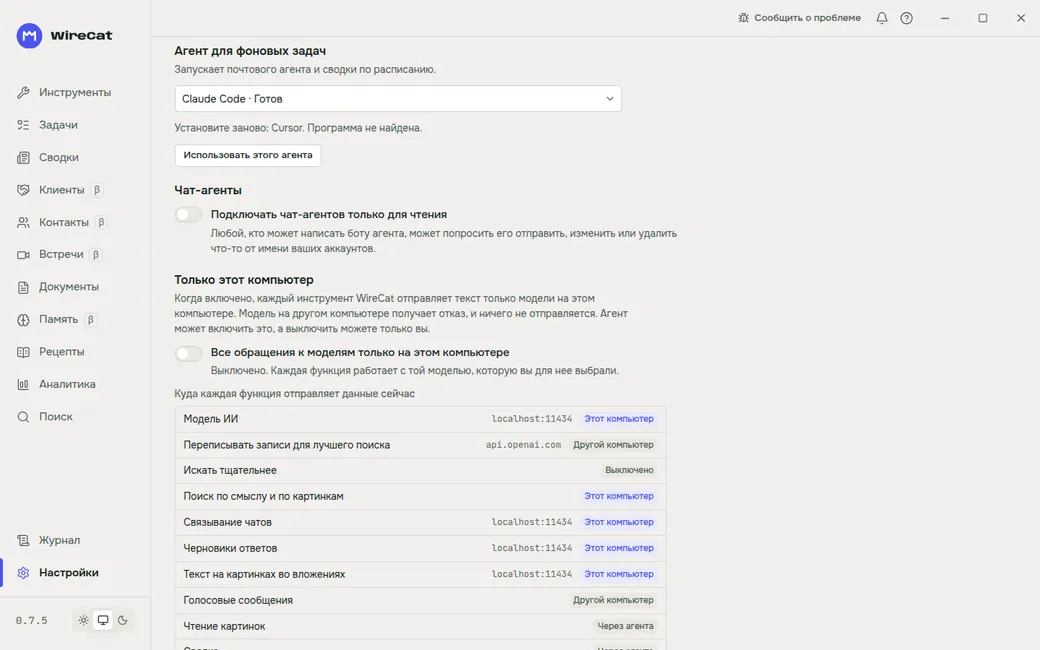 WireCat
Сообщить о проблеме
Инструменты
Задачи
Сводки
Клиенты β
Контакты β
Встречи β
Документы
Память β
Рецепты
Аналитика
Поиск
Журнал
Настройки
0.7.5
Агент для фоновых задач
Запускает почтового агента и сводки по расписанию.
Claude Code · Готов
Установите заново: Cursor. Программа не найдена.
Использовать этого агента
Чат-агенты
Подключать чат-агентов только для чтения
Любой, кто может написать боту агента, может попросить его отправить, изменить или удалить
что-то от имени ваших аккаунтов.
Только этот компьютер
Когда включено, каждый инструмент WireCat отправляет текст только модели на этом
компьютере. Модель на другом компьютере получает отказ, и ничего не отправляется. Агент
может включить это, а выключить можете только вы.
Все обращения к моделям только на этом компьютере
Выключено. Каждая функция работает с той моделью, которую вы для нее выбрали.
Куда каждая функция отправляет данные сейчас
Модель ИИ localhost:11434 Этот компьютер
Переписывать записи для лучшего поиска api.openai.com Другой компьютер
Искать тщательнее Выключено
Поиск по смыслу и по картинкам Этот компьютер
Связывание чатов localhost:11434 Этот компьютер
Черновики ответов localhost:11434 Этот компьютер
Текст на картинках во вложениях localhost:11434 Этот компьютер
Голосовые сообщения Другой компьютер
Чтение картинок Через агента